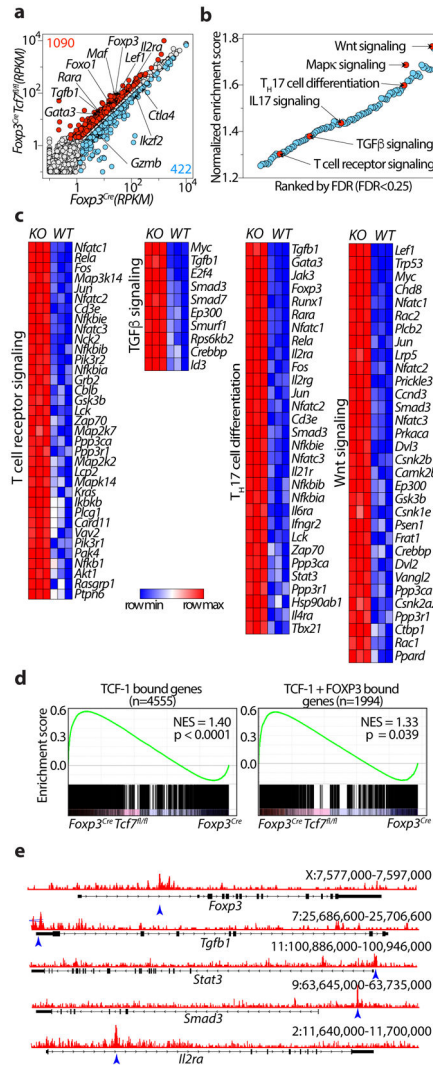 a
1090
Foxp3
Il2ra
Maf
Lef1
Foxo1
Rara
Tgfb1
Gata3
Ctla4
Ikzf2
Gzmb
422
Foxp3Cre Tcf7fl/fl (RPKM)
10⁴
10²
1
1
10²
10⁴
Foxp3Cre (RPKM)
b
Normalized enrichment score
1.8
1.6
1.4
1.2
Wnt signaling
Mapκ signaling
TH17 cell differentiation
IL17 signaling
TGFβ signaling
T cell receptor signaling
Ranked by FDR (FDR<0.25)
c
KO WT
T cell receptor signaling
Nfatc1
Rela
Fos
Map3k14
Jun
Nfatc2
Cd3e
Nfkbie
Nfatc3
Nck2
Nfkbib
Pik3r2
Nfkbia
Grb2
Cblb
Gsk3b
Lck
Zap70
Map2k7
Ppp3ca
Ppp3r1
Map2k2
Lcp2
Mapk14
Kras
Ikbkb
Plcg1
Card11
Vav2
Pik3r1
Pak4
Nfkb1
Akt1
Rasgrp1
Ptpn6
KO WT
TGFβ signaling
Myc
Tgfb1
E2f4
Smad3
Smad7
Ep300
Smurf1
Rps6kb2
Crebbp
Id3
row min row max
KO WT
TH17 cell differentiation
Tgfb1
Gata3
Jak3
Foxp3
Runx1
Rara
Nfatc1
Rela
Il2ra
Fos
Il2rg
Jun
Nfatc2
Cd3e
Smad3
Nfkbie
Nfatc3
Il21r
Nfkbib
Nfkbia
Il6ra
Ifngr2
Lck
Zap70
Ppp3ca
Stat3
Ppp3r1
Hsp90ab1
Il4ra
Tbx21
KO WT
Wnt signaling
Lef1
Trp53
Myc
Chd8
Nfatc1
Rac2
Plcb2
Jun
Lrp5
Nfatc2
Prickle3
Ccnd3
Smad3
Nfatc3
Prkaca
Dvl3
Csnk2b
Camk2b
Ep300
Gsk3b
Csnk1e
Psen1
Frat1
Crebbp
Dvl2
Vangl2
Ppp3ca
Csnk2a
Ppp3r1
Ctbp1
Rac1
Ppard
d
TCF-1 bound genes
(n=4555)
Enrichment score
0.6
0.3
0.0
NES = 1.40
p < 0.0001
Foxp3Cre Tcf7fl/fl Foxp3Cre
TCF-1 + FOXP3 bound
genes (n=1994)
0.6
0.3
0.0
NES = 1.33
p = 0.039
Foxp3Cre Tcf7fl/fl Foxp3Cre
e
X:7,577,000-7,597,000
Foxp3
7:25,686,600-25,706,600
Tgfb1
11:100,886,000-100,946,000
Stat3
9:63,645,000-63,735,000
Smad3
2:11,640,000-11,700,000
Il2ra